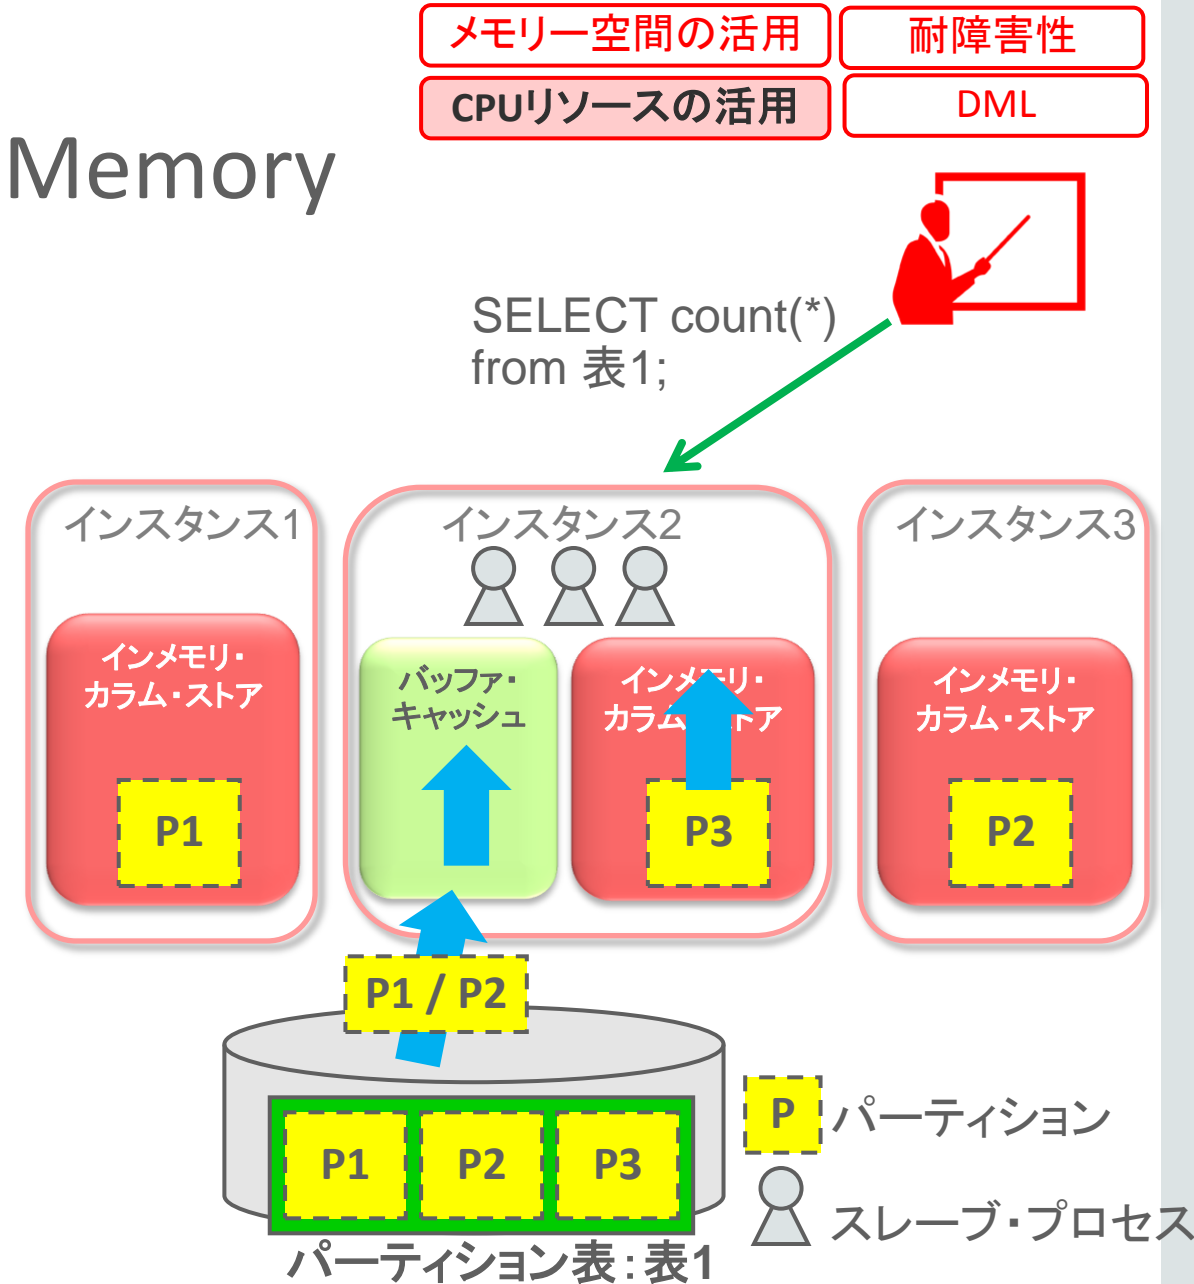 メモリー空間の活用
耐障害性
CPUリソースの活用
DML
Memory
SELECT count(*)
from 表1;
インスタンス1
インスタンス2
インスタンス3
インメモリ・
カラム・ストア
バッファ・
キャッシュ
インメモリ・
カラム・ストア
インメモリ・
カラム・ストア
P1
P3
P2
P1 / P2
P1
P2
P3
P
パーティション
スレーブ・プロセス
パーティション表：表1